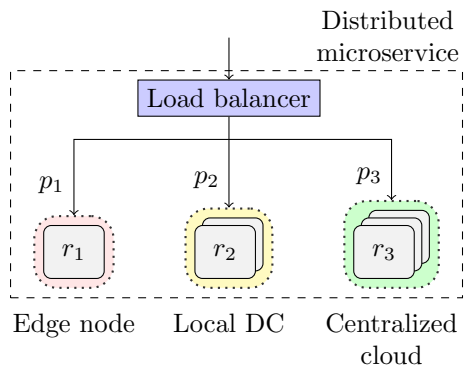 Distributed
microservice
Load balancer
p₁
p₂
p₃
r₁
r₂
r₃
Edge node
Local DC
Centralized
cloud